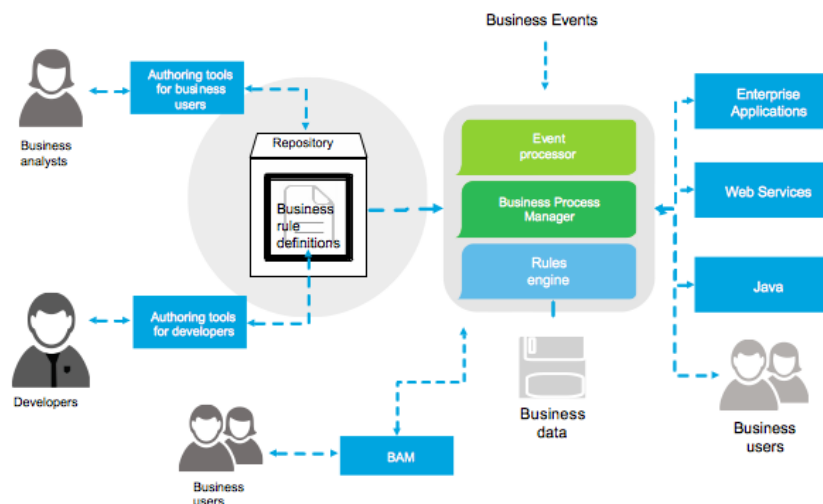 Business Events
Authoring tools
for business
users
Business
analysts
Repository
Business
rule
definitions
Event
processor
Business Process
Manager
Rules
engine
Enterprise
Applications
Web Services
Java
Authoring tools
for developers
Developers
Business
data
Business
users
BAM
Business
users